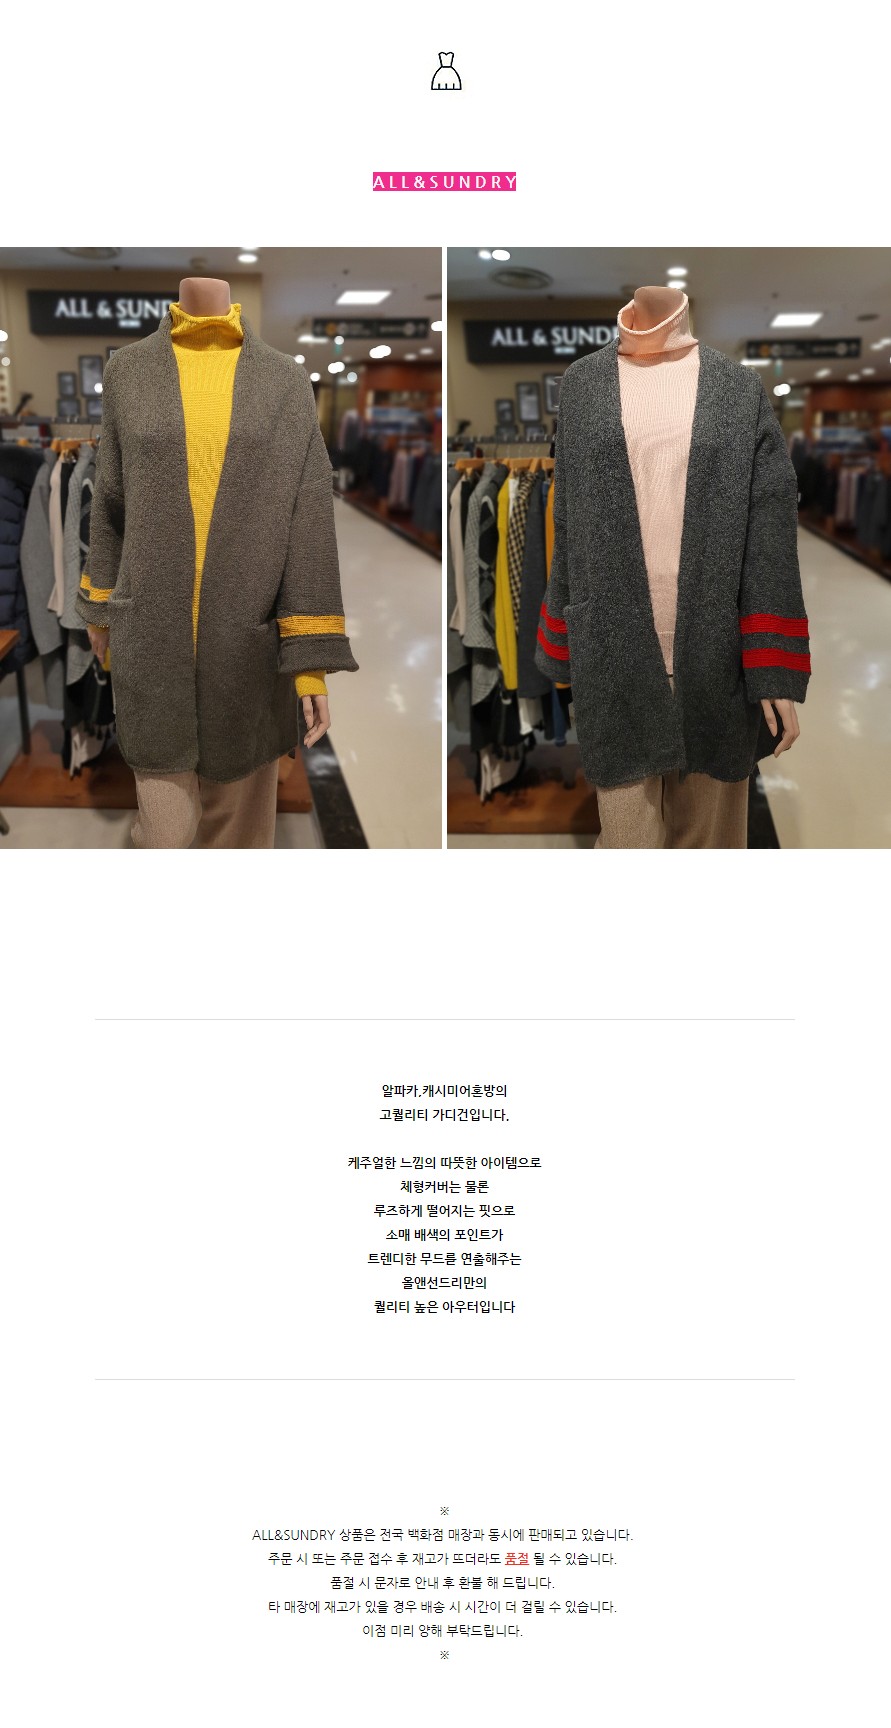 ALL&SUNDRY
ALL & SUND
ALL & SUND
알파카,캐시미어혼방의
고퀄리티 가디건입니다.
케주얼한 느낌의 따뜻한 아이템으로
체형커버는 물론
루즈하게 떨어지는 핏으로
소매 배색의 포인트가
트렌디한 무드를 연출해주는
올앤선드리만의
퀄리티 높은 아우터입니다
※
ALL&SUNDRY 상품은 전국 백화점 매장과 동시에 판매되고 있습니다.
주문 시 또는 주문 접수 후 재고가 뜨더라도 품절 될 수 있습니다.
품절 시 문자로 안내 후 환불 해 드립니다.
타 매장에 재고가 있을 경우 배송 시 시간이 더 걸릴 수 있습니다.
이점 미리 양해 부탁드립니다.
※